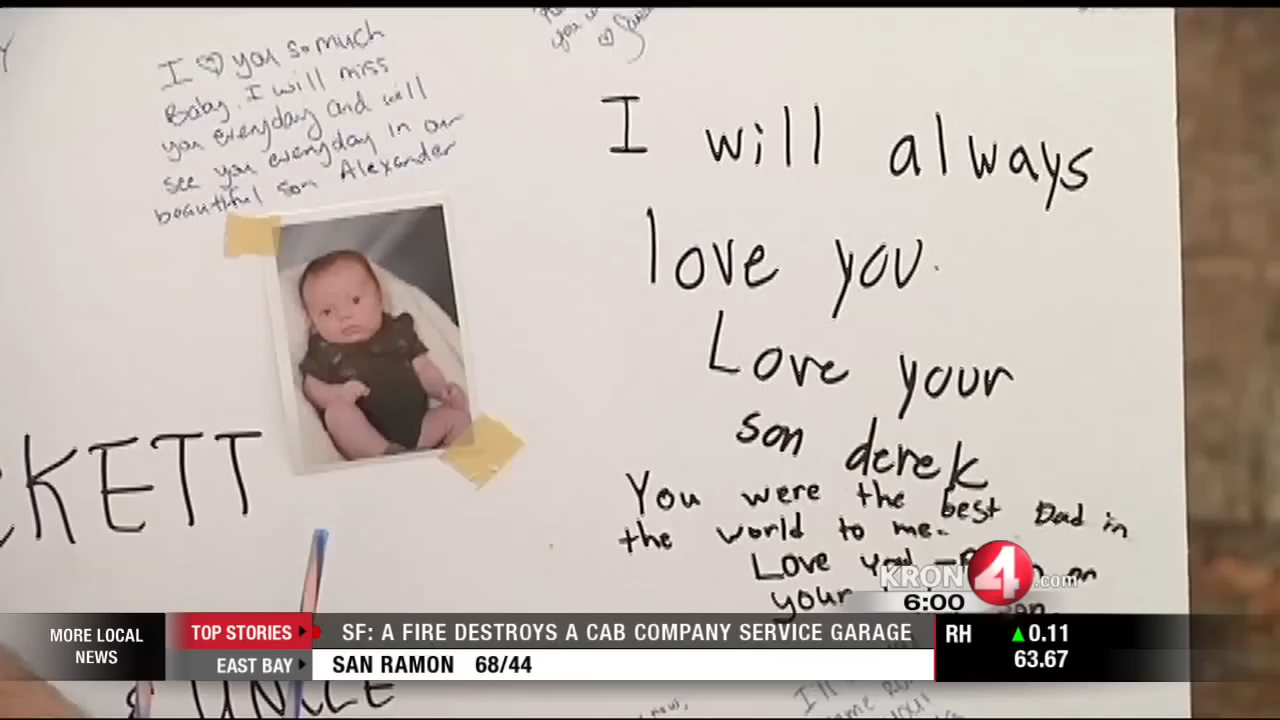 I ♡ you so much
Baby. I will miss
you everyday and will
see you everyday in our
beautiful son Alexander
I will always
love you.
Love your
son derek
You were the best Dad in
the world to me.
Love you
your
KETT
& UNCLE
KRON4.com
6:00
MORE LOCAL
NEWS
TOP STORIES
SF: A FIRE DESTROYS A CAB COMPANY SERVICE GARAGE
EAST BAY
SAN RAMON 68/44
RH
0.11
63.67